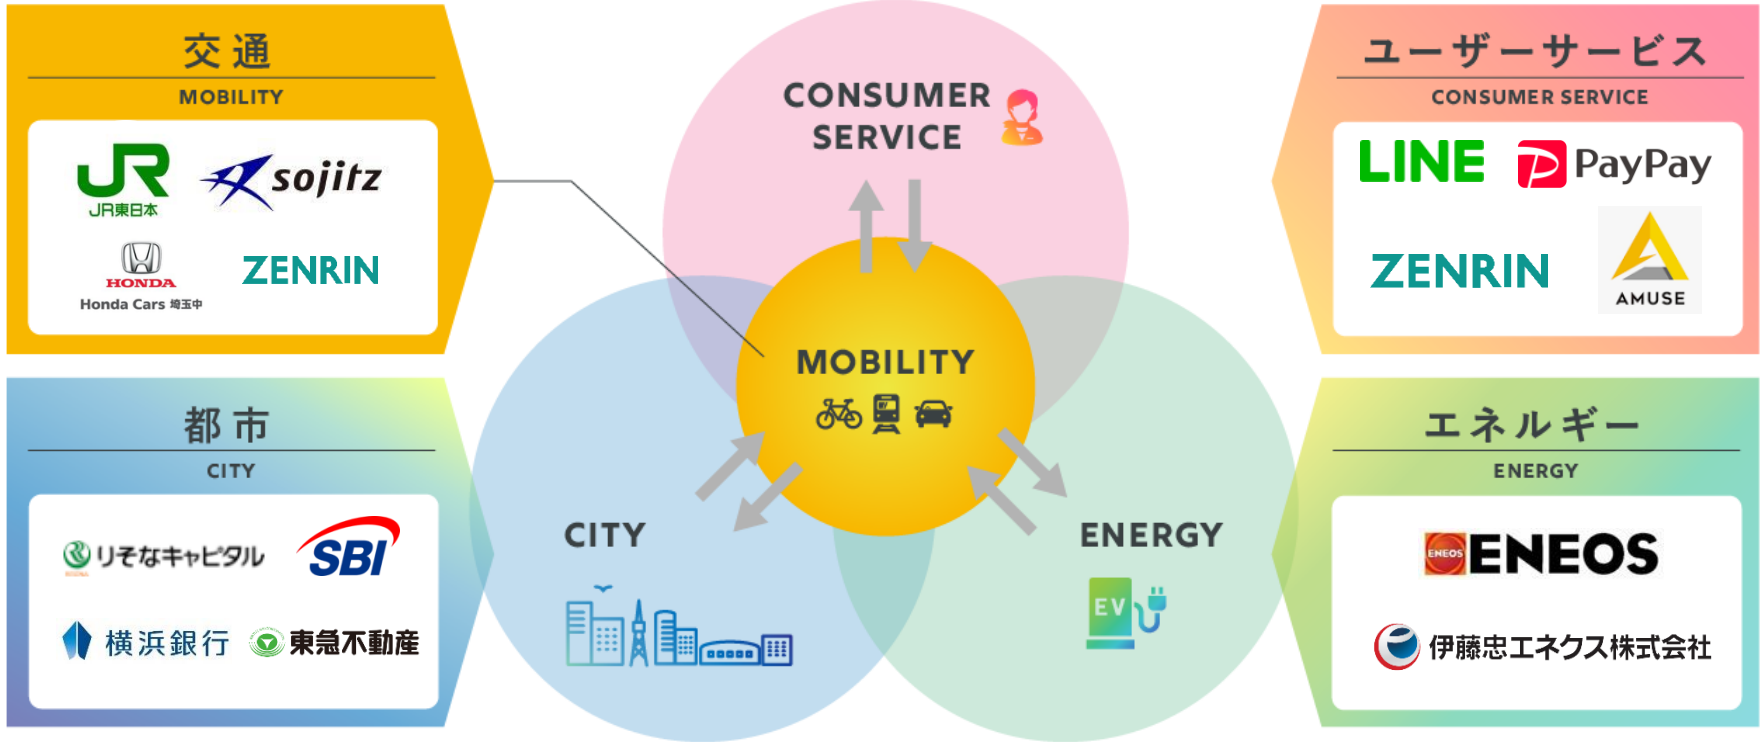 交通
MOBILITY
JR
JR東日本
sojitz
HONDA
Honda Cars 埼玉中
ZENRIN
都市
CITY
りそなキャピタル
SBI
横浜銀行
東急不動産
CONSUMER
SERVICE
MOBILITY
CITY
ENERGY
EV
ユーザーサービス
CONSUMER SERVICE
LINE
PayPay
ZENRIN
AMUSE
エネルギー
ENERGY
ENEOS
ENEOS
伊藤忠エネクス株式会社